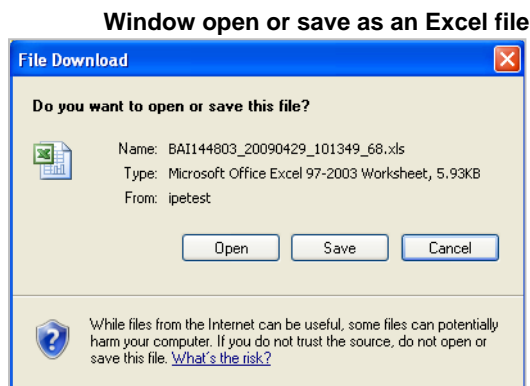 Window open or save as an Excel file
File Download
Do you want to open or save this file?
Name: BAI144803_20090429_101349_68.xls
Type: Microsoft Office Excel 97-2003 Worksheet, 5.93KB
From: ipetest
Open Save Cancel
While files from the Internet can be useful, some files can potentially
harm your computer. If you do not trust the source, do not open or
save this file. What's the risk?